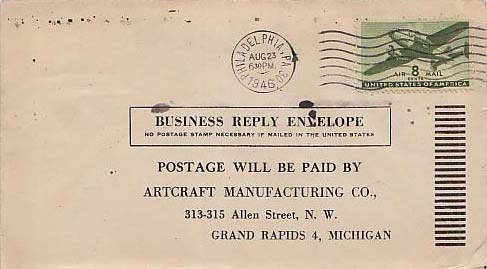 PHILADELPHIA, PA. 30
AUG 23
6:30 PM
1946
8
CENTS
AIR MAIL
UNITED STATES OF AMERICA
BUSINESS REPLY ENVELOPE
NO POSTAGE STAMP NECESSARY IF MAILED IN THE UNITED STATES
POSTAGE WILL BE PAID BY
ARTCRAFT MANUFACTURING CO.,
313-315 Allen Street, N. W.
GRAND RAPIDS 4, MICHIGAN